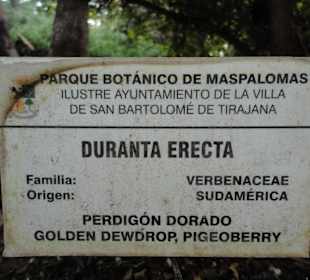 PARQUE BOTÁNICO DE MASPALOMAS
ILUSTRE AYUNTAMIENTO DE LA VILLA
DE SAN BARTOLOMÉ DE TIRAJANA
DURANTA ERECTA
Familia: VERBENACEAE
Origen: SUDAMÉRICA
PERDIGÓN DORADO
GOLDEN DEWDROP, PIGEOBERRY